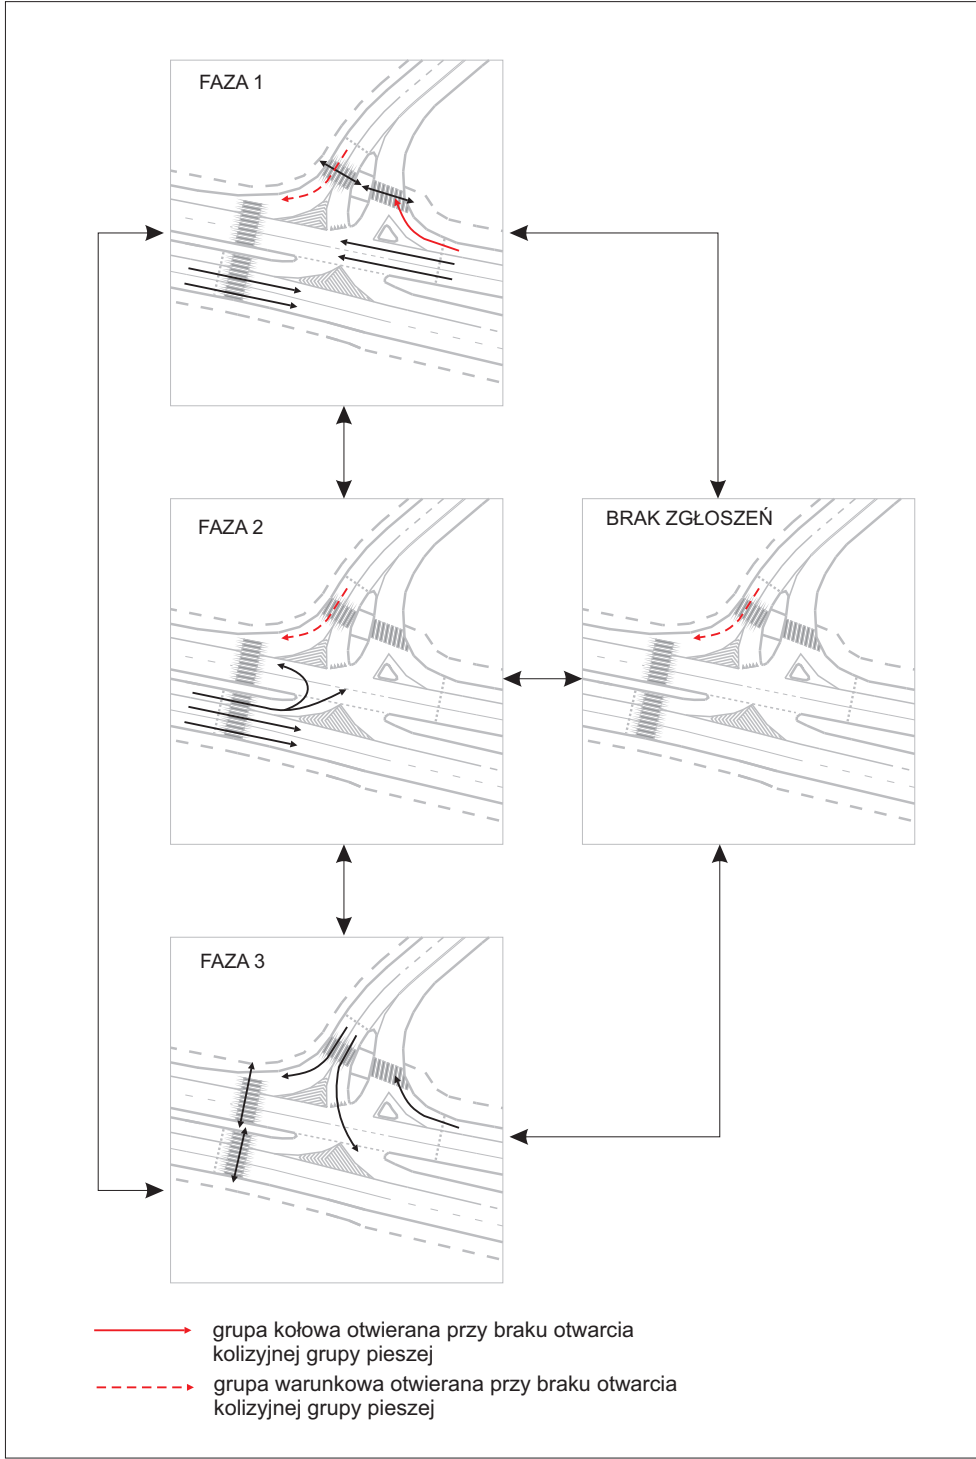 FAZA 1
FAZA 2
BRAK ZGŁOSZEŃ
FAZA 3
grupa kołowa otwierana przy braku otwarcia
kolizyjnej grupy pieszej
grupa warunkowa otwierana przy braku otwarcia
kolizyjnej grupy pieszej